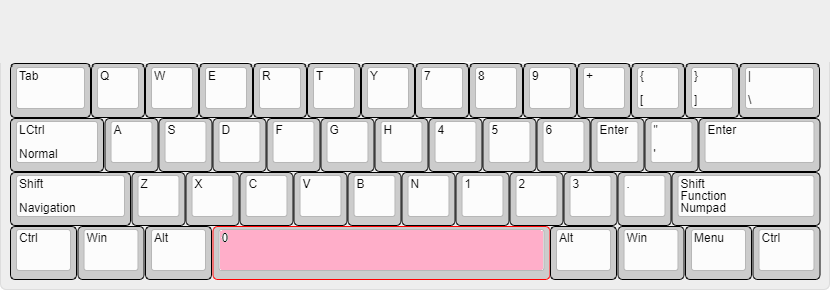 Tab Q W E R T Y 7 8 9 + { } |
[ ] \
LCtrl A S D F G H 4 5 6 Enter " Enter
Normal '
Shift Z X C V B N 1 2 3 . Shift
Function
Navigation Numpad
Ctrl Win Alt 0 Alt Win Menu Ctrl